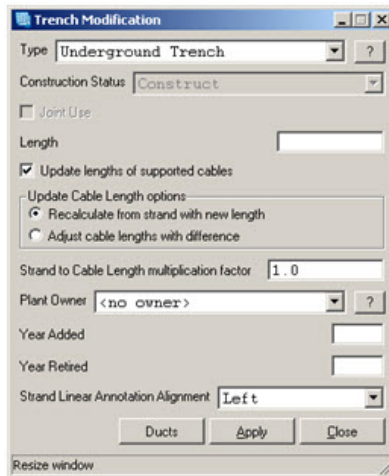 Trench Modification
Type Underground Trench ?
Construction Status Construct
Joint Use
Length
Update lengths of supported cables
Update Cable Length options
Recalculate from strand with new length
Adjust cable lengths with difference
Strand to Cable Length multiplication factor 1.0
Plant Owner <no owner> ?
Year Added
Year Retired
Strand Linear Annotation Alignment Left
Ducts Apply Close
Resize window